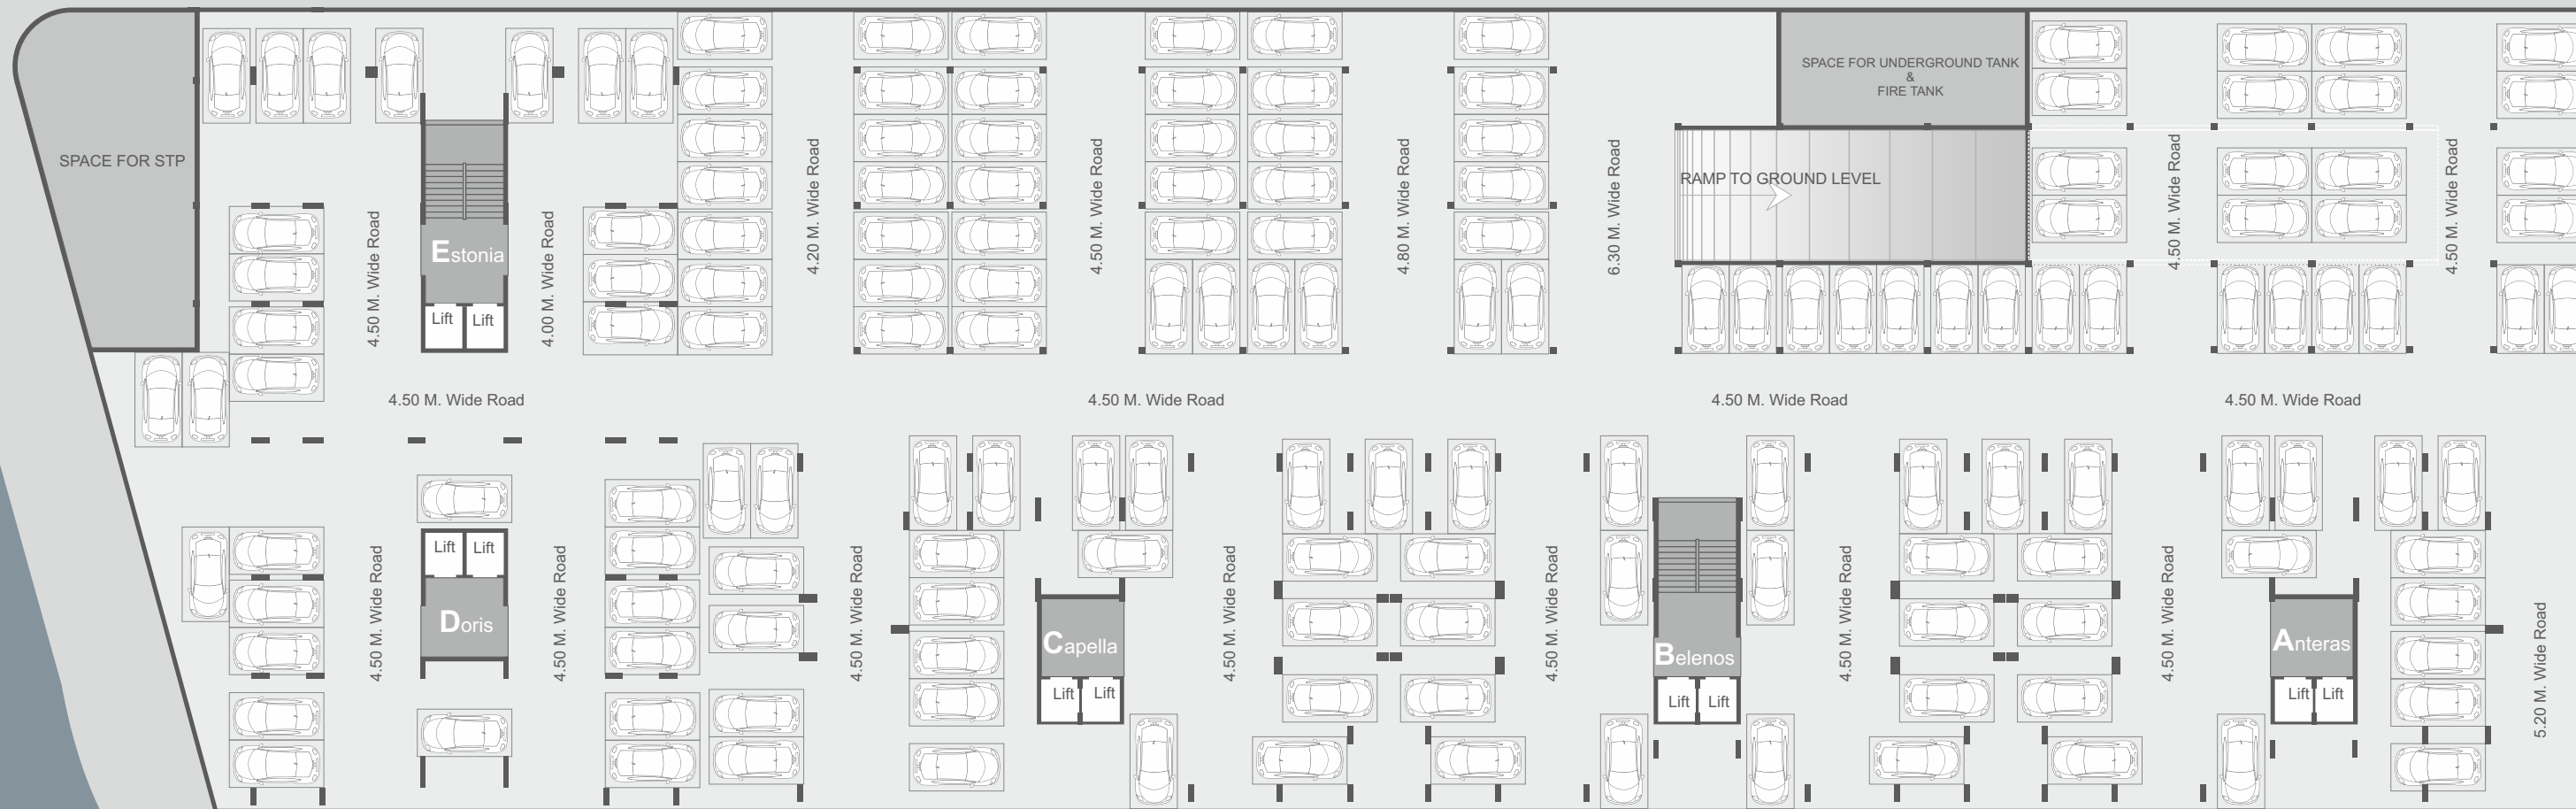 SPACE FOR UNDERGROUND TANK
&
FIRE TANK
SPACE FOR STP
RAMP TO GROUND LEVEL
4.50 M. Wide Road
Estonia
4.00 M. Wide Road
4.20 M. Wide Road
4.50 M. Wide Road
4.80 M. Wide Road
6.30 M. Wide Road
4.50 M. Wide Road
4.50 M. Wide Road
Lift
Lift
4.50 M. Wide Road
4.50 M. Wide Road
4.50 M. Wide Road
4.50 M. Wide Road
Lift
Lift
4.50 M. Wide Road
Doris
4.50 M. Wide Road
4.50 M. Wide Road
Capella
4.50 M. Wide Road
4.50 M. Wide Road
Belenos
4.50 M. Wide Road
4.50 M. Wide Road
Anteras
5.20 M. Wide Road
Lift
Lift
Lift
Lift
Lift
Lift